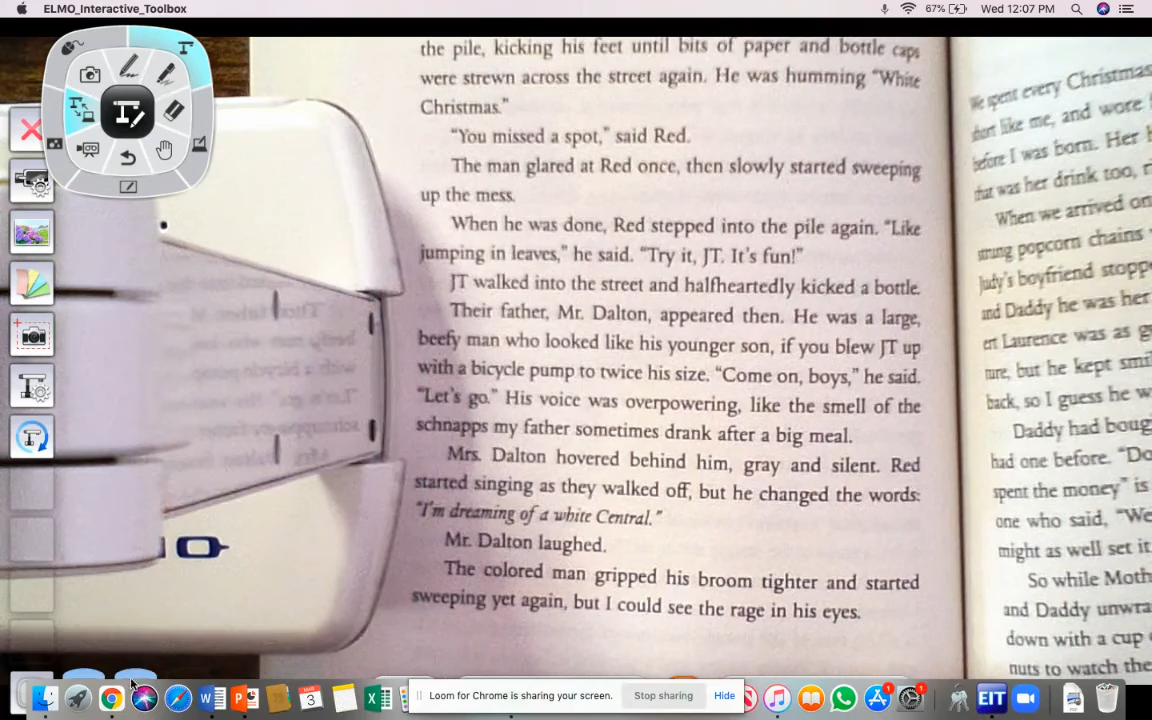 ELMO_Interactive_Toolbox
67%
Wed 12:07 PM
the pile, kicking his feet until bits of paper and bottle caps
were strewn across the street again. He was humming "White
Christmas."
"You missed a spot," said Red.
The man glared at Red once, then slowly started sweeping
up the mess.
When he was done, Red stepped into the pile again. "Like
jumping in leaves," he said. "Try it, JT. It's fun!"
JT walked into the street and halfheartedly kicked a bottle.
Their father, Mr. Dalton, appeared then. He was a large,
beefy man who looked like his younger son, if you blew JT up
with a bicycle pump to twice his size. "Come on, boys," he said.
"Let's go." His voice was overpowering, like the smell of the
schnapps my father sometimes drank after a big meal.
Mrs. Dalton hovered behind him, gray and silent. Red
started singing as they walked off, but he changed the words:
"I'm dreaming of a white Central."
Mr. Dalton laughed.
The colored man gripped his broom tighter and started
sweeping yet again, but I could see the rage in his eyes.
We spent every Christmas
short like me, and wore
before I was born. Her
that was her drink too,
When we arrived on
strung popcorn chains
Judy's boyfriend
and Daddy he was her
Laurence was as
but he kept
back, so I guess he
Daddy had
had one before.
spent the money" is
one who said, "We
might as well set it
So while
and Daddy
down with a cup
nuts to watch the
Loom for Chrome is sharing your screen.
Stop sharing
Hide
3
EIT
1
1